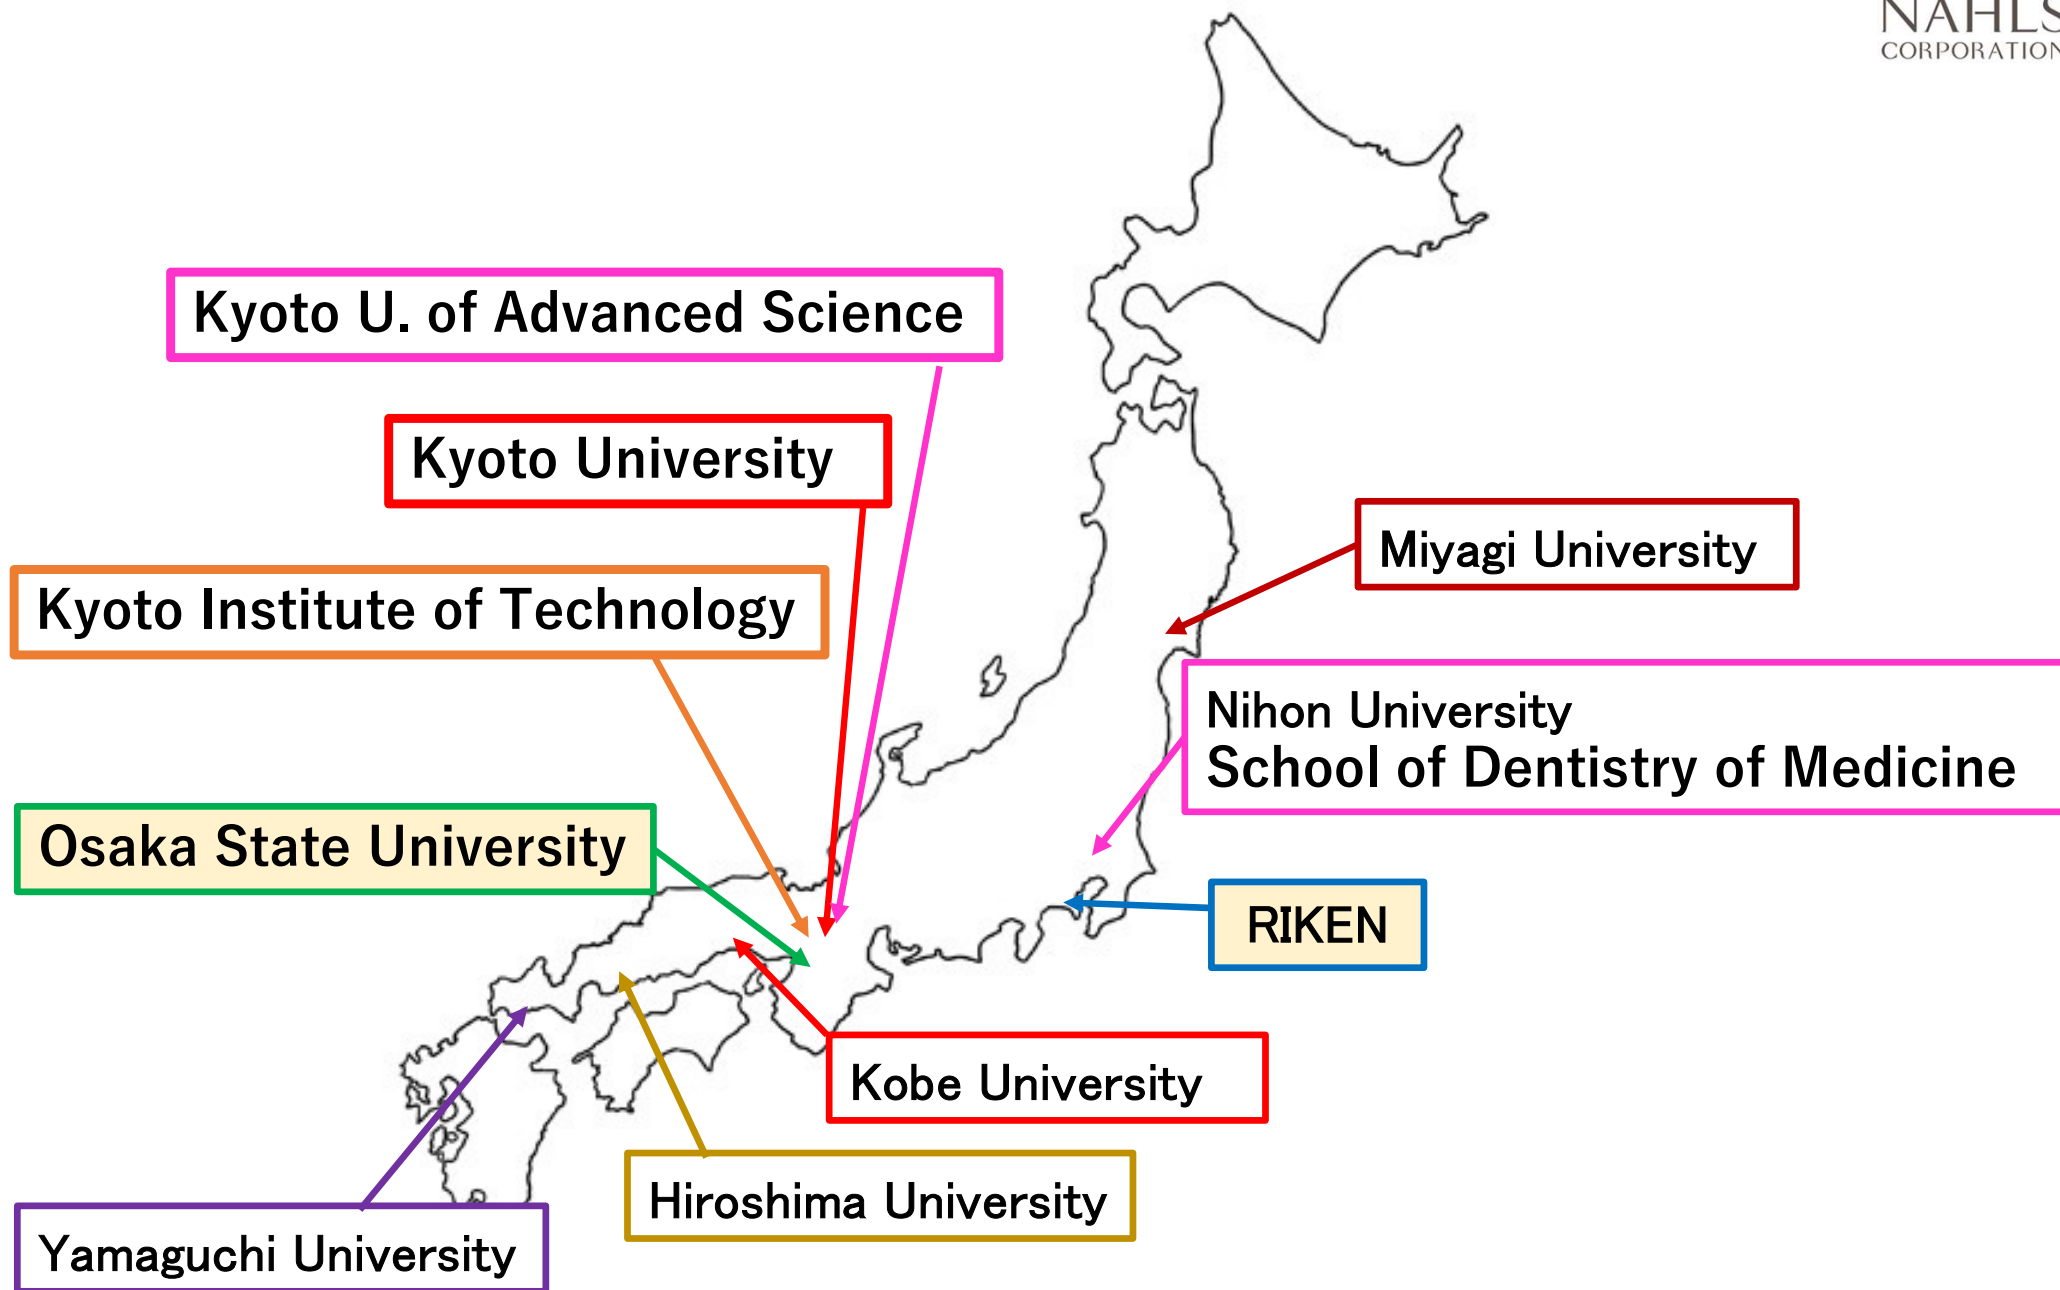 NAHLS
CORPORATION
Kyoto U. of Advanced Science
Kyoto University
Miyagi University
Kyoto Institute of Technology
Nihon University
School of Dentistry of Medicine
Osaka State University
RIKEN
Kobe University
Hiroshima University
Yamaguchi University